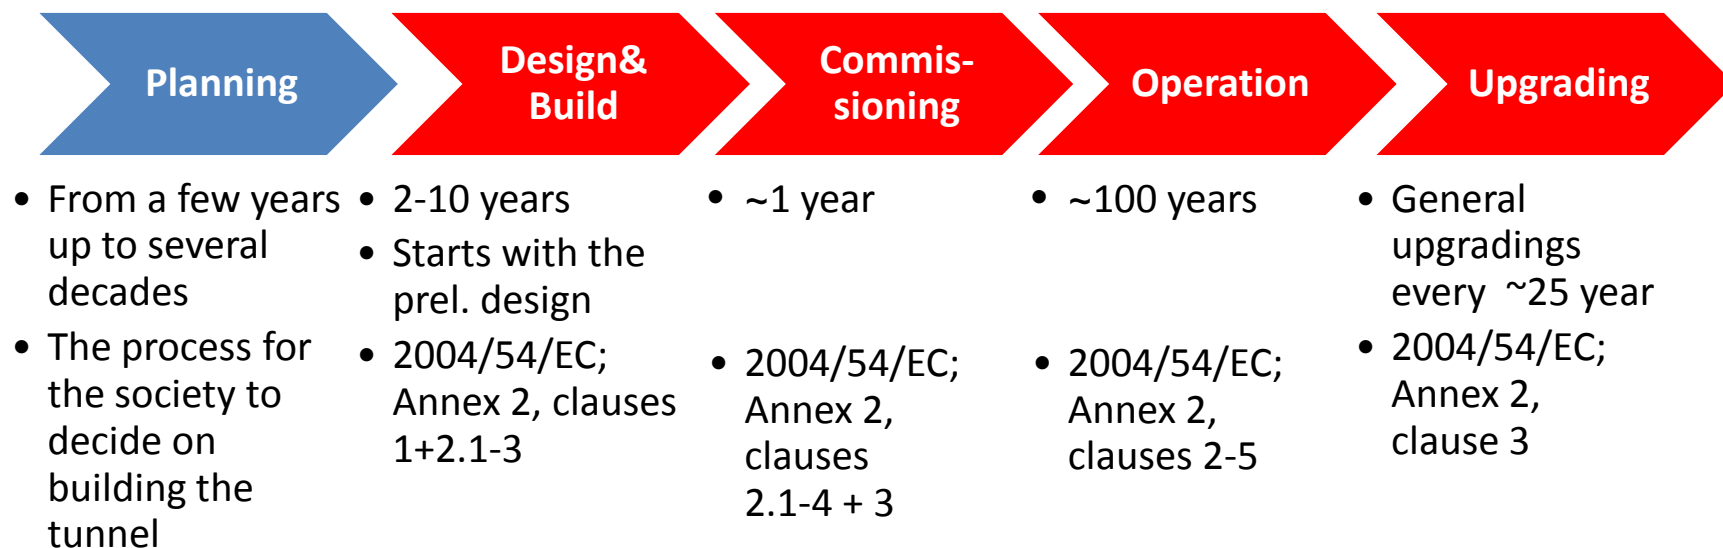 Planning
Design&
Build
Commis-
sioning
Operation
Upgrading
• From a few years
up to several
decades
• The process for
the society to
decide on
building the
tunnel
• 2-10 years
• Starts with the
prel. design
• 2004/54/EC;
Annex 2, clauses
1+2.1-3
• ~1 year
• 2004/54/EC;
Annex 2,
clauses
2.1-4 + 3
• ~100 years
• 2004/54/EC;
Annex 2,
clauses 2-5
• General
upgradings
every ~25 year
• 2004/54/EC;
Annex 2,
clause 3